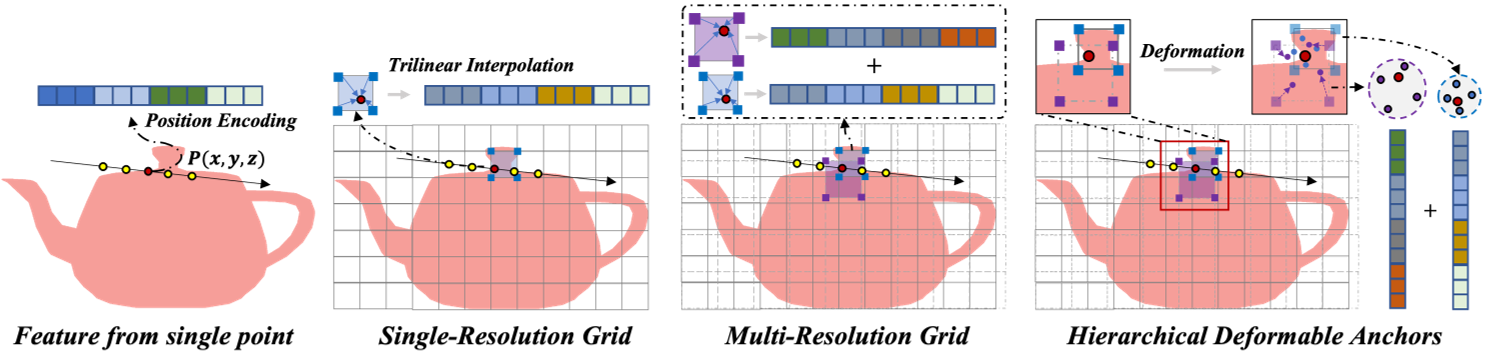 Position Encoding
P(x, y, z)
Feature from single point
Trilinear Interpolation
Single-Resolution Grid
+
Multi-Resolution Grid
Deformation
+
Hierarchical Deformable Anchors